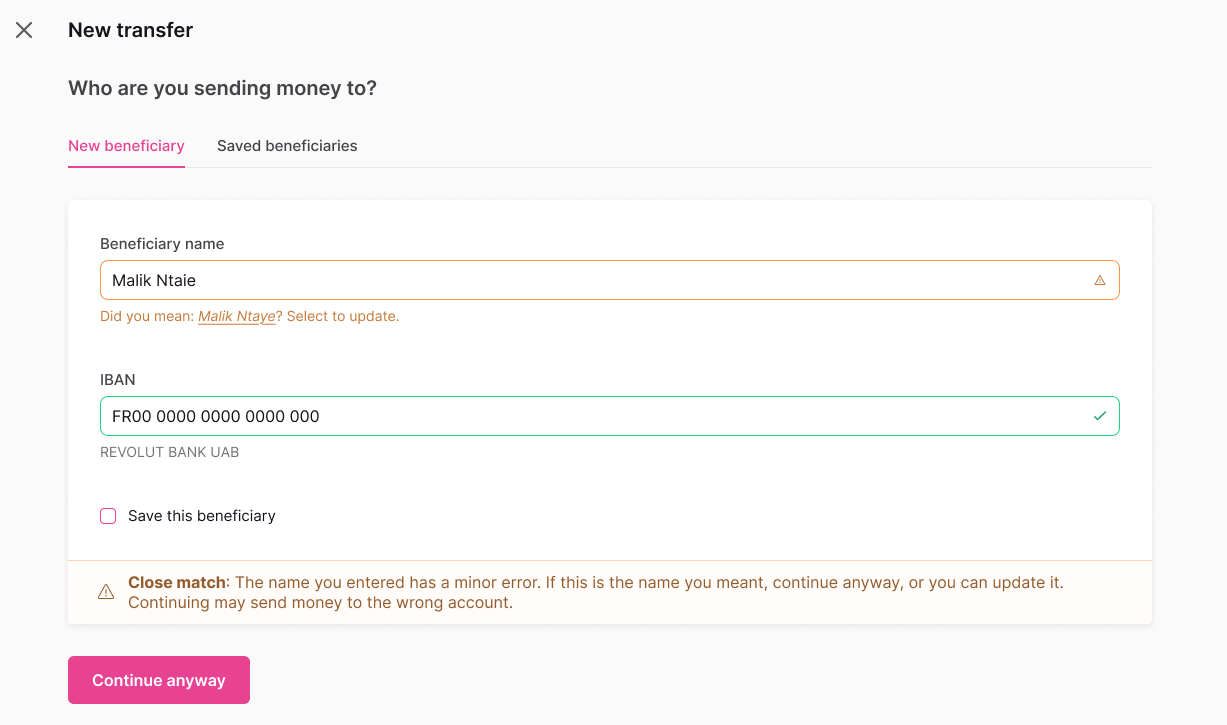 New transfer
Who are you sending money to?
New beneficiary
Saved beneficiaries
Beneficiary name
Malik Ntaie
Did you mean: Malik Ntaye? Select to update.
IBAN
FR00 0000 0000 0000 000
REVOLUT BANK UAB
Save this beneficiary
Close match: The name you entered has a minor error. If this is the name you meant, continue anyway, or you can update it.
Continuing may send money to the wrong account.
Continue anyway